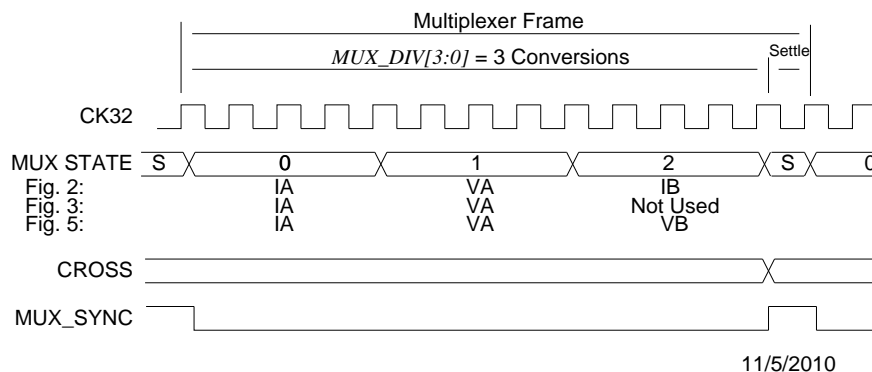 Multiplexer Frame
MUX_DIV[3:0] = 3 Conversions
Settle
CK32
MUX STATE S 0 1 2 S 0
Fig. 2: IA VA IB
Fig. 3: IA VA Not Used
Fig. 5: IA VA VB
CROSS
MUX_SYNC
11/5/2010